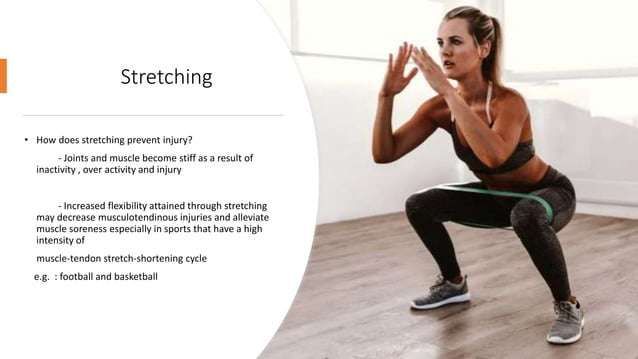 Stretching
• How does stretching prevent injury?
- Joints and muscle become stiff as a result of
inactivity , over activity and injury
- Increased flexibility attained through stretching
may decrease musculotendinous injuries and alleviate
muscle soreness especially in sports that have a high
intensity of
muscle-tendon stretch-shortening cycle
e.g. : football and basketball